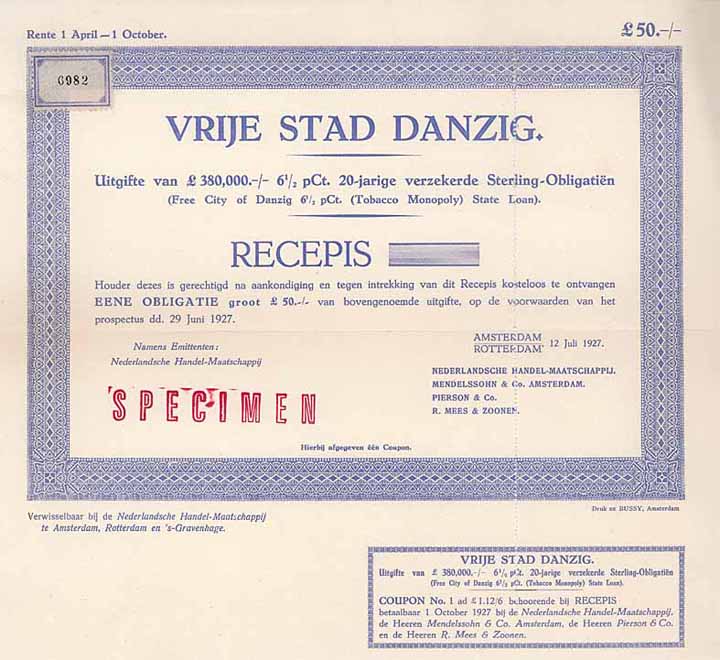 Rente 1 April — 1 October.
£ 50.-/-
6982
VRIJE STAD DANZIG.
Uitgifte van £ 380,000.-/- 6½ pCt. 20-jarige verzekerde Sterling-Obligatiën
(Free City of Danzig 6½ pCt. (Tobacco Monopoly) State Loan).
RECEPIS
Houder dezes is gerechtigd na aankondiging en tegen intrekking van dit Recepis kosteloos te ontvangen
EENE OBLIGATIE groot £ 50.-/- van bovengenoemde uitgifte, op de voorwaarden van het
prospectus dd. 29 Juni 1927.
Namens Emittenten:
Nederlandsche Handel-Maatschappij
AMSTERDAM
ROTTERDAM
12 Juli 1927.
NEDERLANDSCHE HANDEL-MAATSCHAPPIJ.
MENDELSSOHN & Co. AMSTERDAM.
PIERSON & Co.
R. MEES & ZOONEN.
SPECIMEN
Hierbij afgegeven één Coupon.
Druk de BUSSY, Amsterdam
Verwisselbaar bij de Nederlandsche Handel-Maatschappij
te Amsterdam, Rotterdam en 's-Gravenhage.
VRIJE STAD DANZIG.
Uitgifte van £ 380,000.-/- 6½ pCt. 20-jarige verzekerde Sterling-Obligatiën
(Free City of Danzig 6½ pCt. (Tobacco Monopoly) State Loan).
COUPON No. 1 ad £ 1.12/6 behoorende bij RECEPIS
betaalbaar 1 October 1927 bij de Nederlandsche Handel-Maatschappij,
de Heeren Mendelssohn & Co. Amsterdam, de Heeren Pierson & Co.
en de Heeren R. Mees & Zoonen.